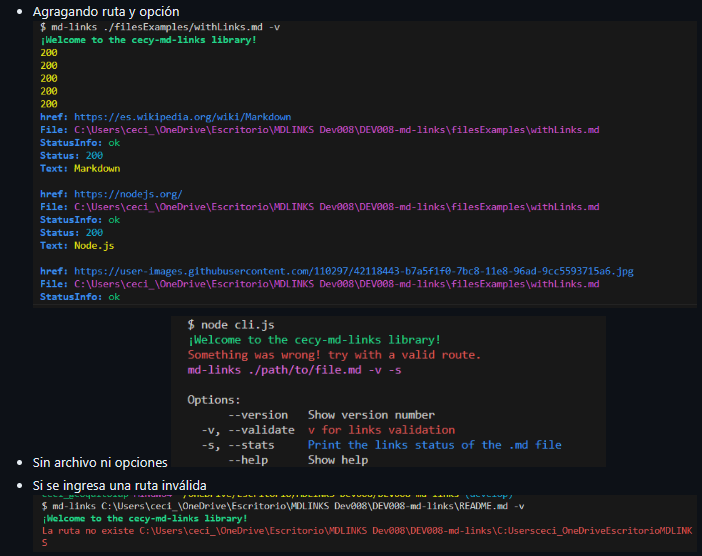 Agragando ruta y opción
$ md-links ./filesExamples/withLinks.md -v
¡Welcome to the cecy-md-links library!
200
200
200
200
200
href: https://es.wikipedia.org/wiki/Markdown
File: C:\Users\ceci_\OneDrive\Escritorio\MDLINKS Dev008\DEV008-md-links\filesExamples\withLinks.md
StatusInfo: ok
Status: 200
Text: Markdown
href: https://nodejs.org/
File: C:\Users\ceci_\OneDrive\Escritorio\MDLINKS Dev008\DEV008-md-links\filesExamples\withLinks.md
StatusInfo: ok
Status: 200
Text: Node.js
href: https://user-images.githubusercontent.com/110297/42118443-b7a5f1f0-7bc8-11e8-96ad-9cc5593715a6.jpg
File: C:\Users\ceci_\OneDrive\Escritorio\MDLINKS Dev008\DEV008-md-links\filesExamples\withLinks.md
StatusInfo: ok
$ node cli.js
¡Welcome to the cecy-md-links library!
Something was wrong! try with a valid route.
md-links ./path/to/file.md -v -s
Options:
--version Show version number
-v, --validate v for links validation
-s, --stats Print the links status of the .md file
--help Show help
Sin archivo ni opciones
Si se ingresa una ruta inválida
$ md-links C:\Users\ceci_\OneDrive\Escritorio\MDLINKS Dev008\DEV008-md-links\README.md -v
¡Welcome to the cecy-md-links library!
La ruta no existe C:\Users\ceci_\OneDrive\Escritorio\MDLINKS Dev008\DEV008-md-links\C:Usersceci_OneDriveEscritorioMDLINK
S